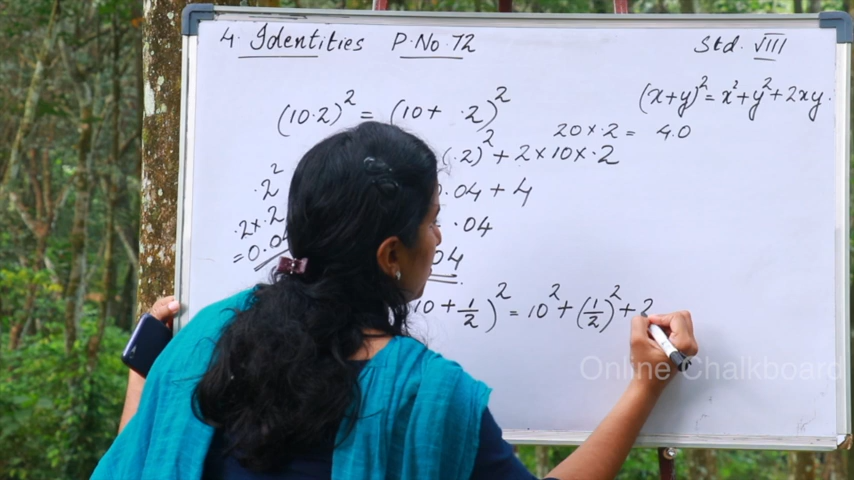 4. Identities P.No.72 Std. VIII
(x+y)² = x²+y²+2xy.
(10.2)² = (10+ .2)²
20×.2 = 4.0
(.2)² + 2×10×.2
.2²
.04 + 4
.2×.2
.04
=0.04
04
10 + 1/2)² = 10² + (1/2)² + 2
Online Chalkboard